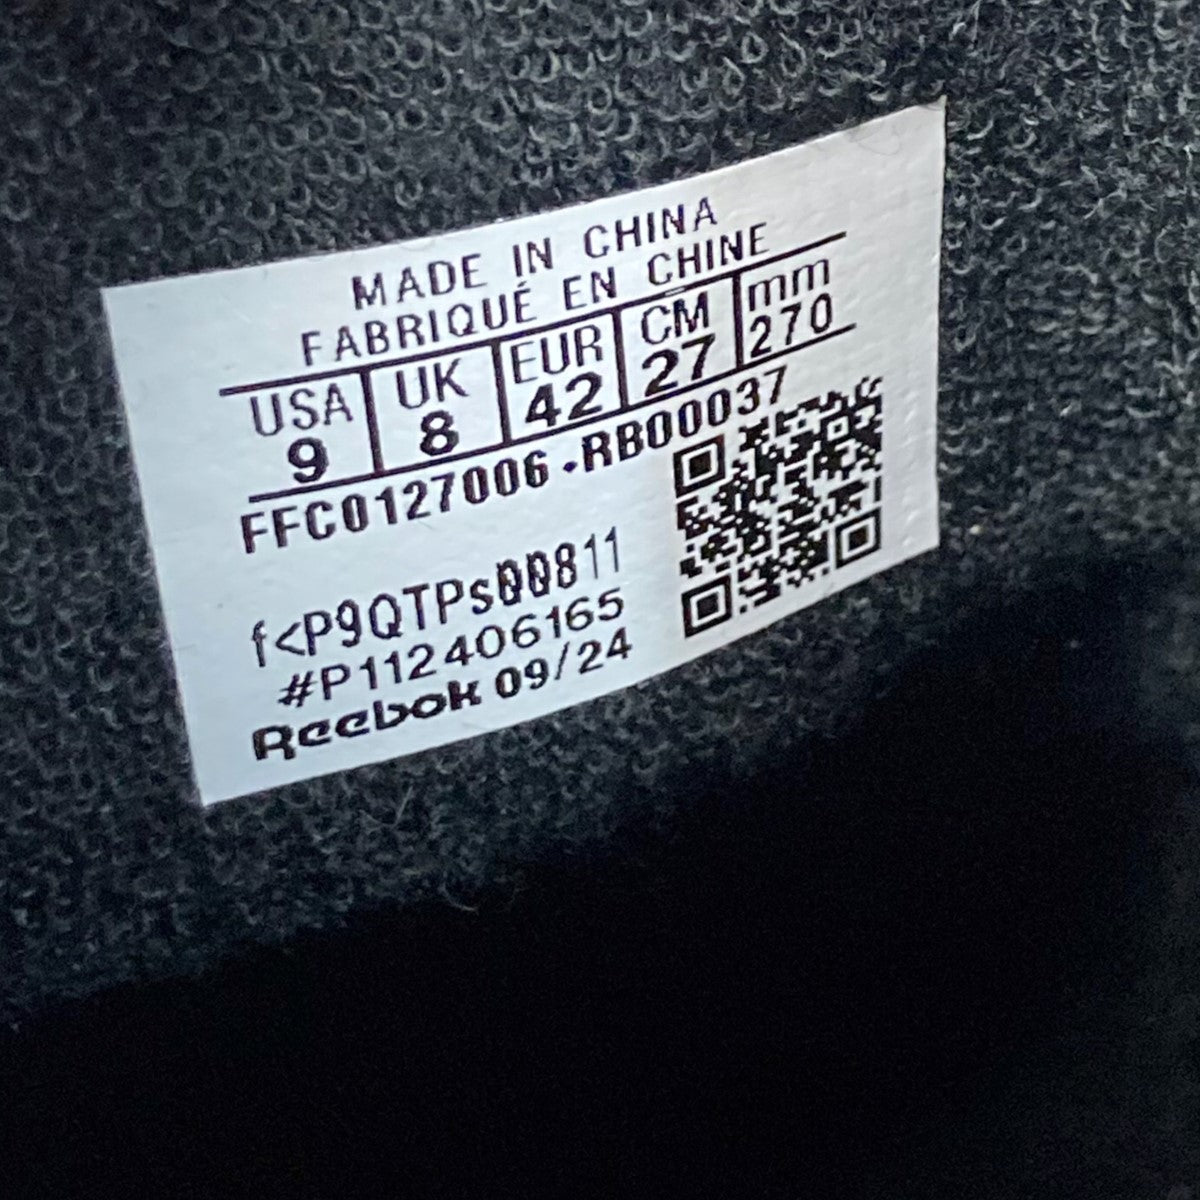 MADE IN CHINA
FABRIQUÉ EN CHINE
USA UK EUR CM mm
9 8 42 27 270
FFC0127006 .RB00037
f<P9QTPs00811
#P112406165
Reebok 09/24